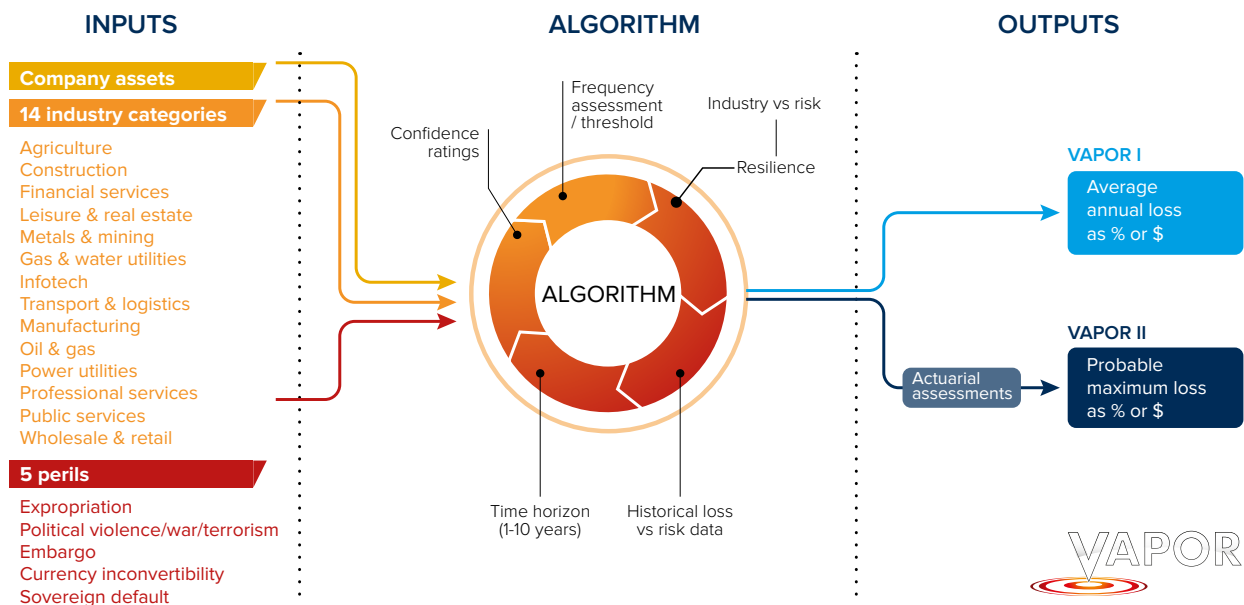 INPUTS
Company assets
14 industry categories
Agriculture
Construction
Financial services
Leisure & real estate
Metals & mining
Gas & water utilities
Infotech
Transport & logistics
Manufacturing
Oil & gas
Power utilities
Professional services
Public services
Wholesale & retail
5 perils
Expropriation
Political violence/war/terrorism
Embargo
Currency inconvertibility
Sovereign default
ALGORITHM
Confidence
ratings
Frequency
assessment
/ threshold
Industry vs risk
Resilience
ALGORITHM
Time horizon
(1-10 years)
Historical loss
vs risk data
OUTPUTS
VAPOR I
Average
annual loss
as % or $
VAPOR II
Actuarial
assessments
Probable
maximum loss
as % or $
VAPOR